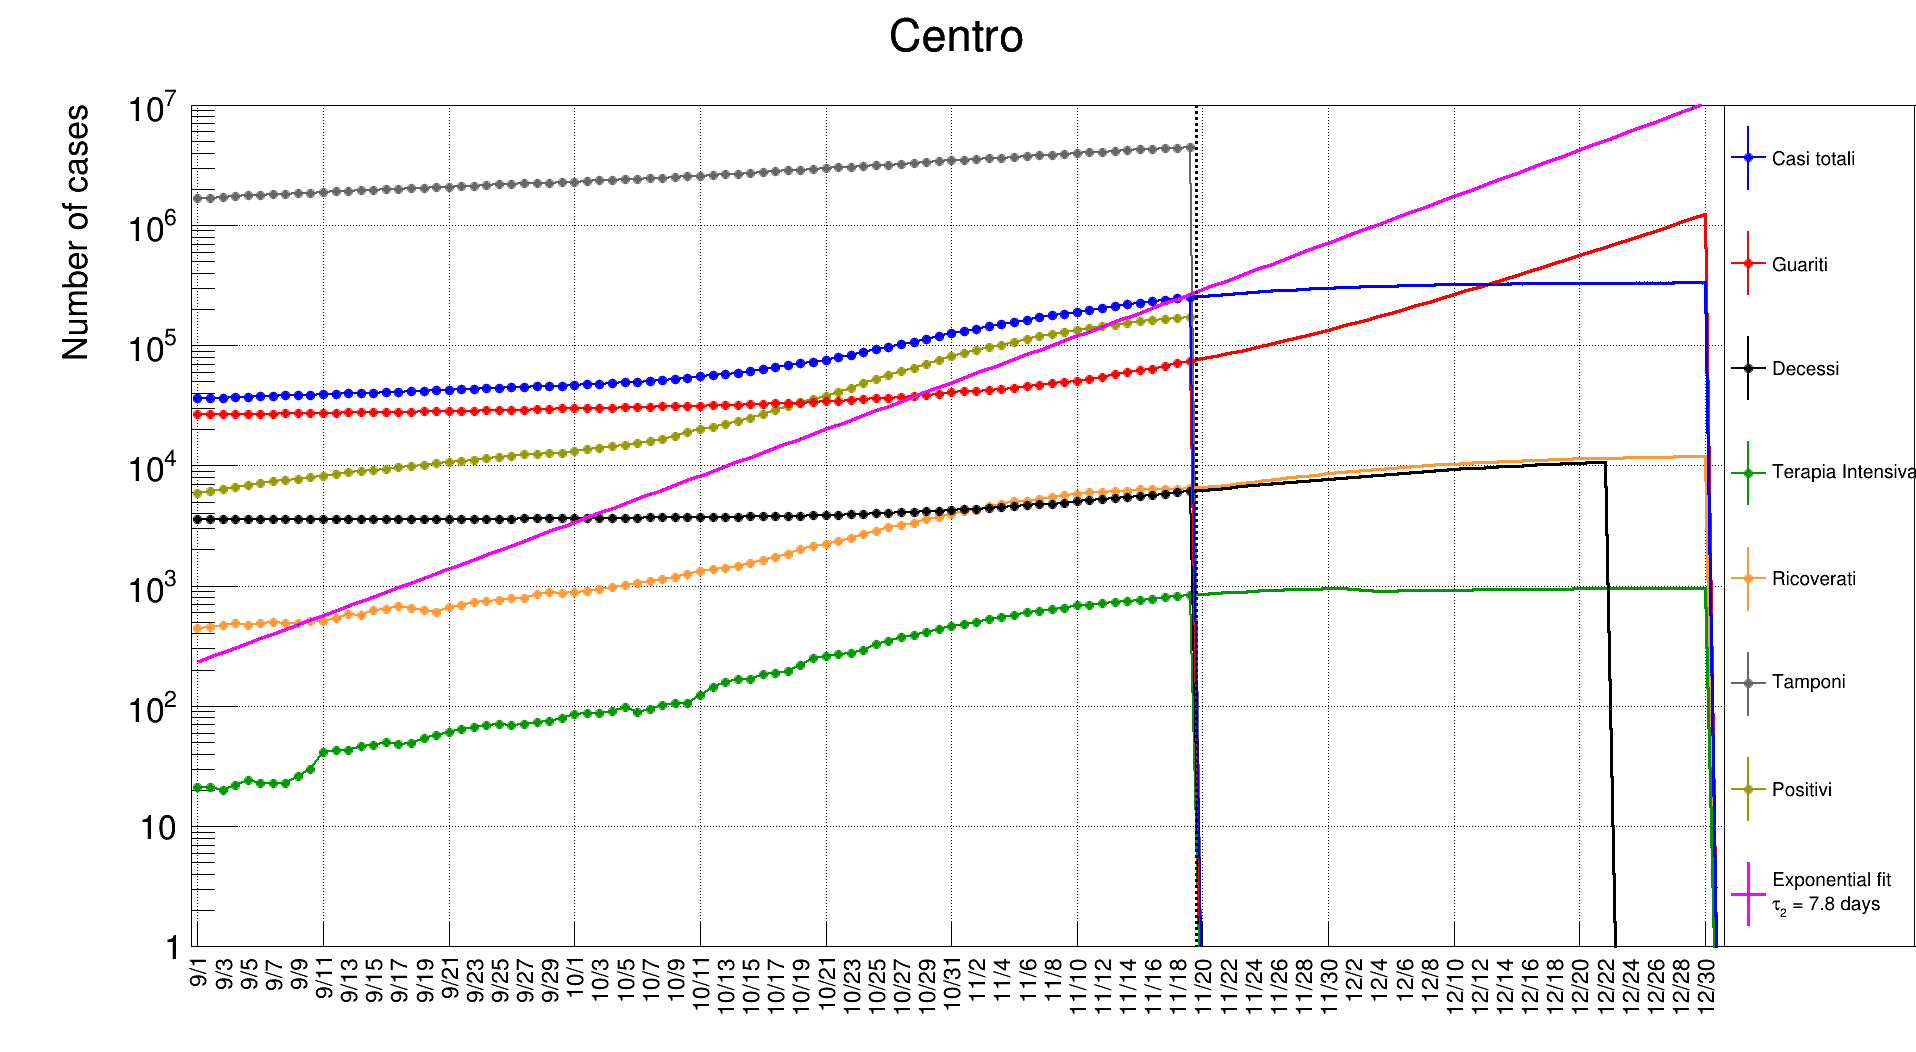 Centro
Number of cases
10^7
10^6
10^5
10^4
10^3
10^2
10
1
9/1 9/3 9/5 9/7 9/9 9/11 9/13 9/15 9/17 9/19 9/21 9/23 9/25 9/27 9/29 10/1 10/3 10/5 10/7 10/9 10/11 10/13 10/15 10/17 10/19 10/21 10/23 10/25 10/27 10/29 10/31 11/2 11/4 11/6 11/8 11/10 11/12 11/14 11/16 11/18 11/20 11/22 11/24 11/26 11/28 11/30 12/2 12/4 12/6 12/8 12/10 12/12 12/14 12/16 12/18 12/20 12/22 12/24 12/26 12/28 12/30
Casi totali
Guariti
Decessi
Terapia Intensiva
Ricoverati
Tamponi
Positivi
Exponential fit
τ_2 = 7.8 days